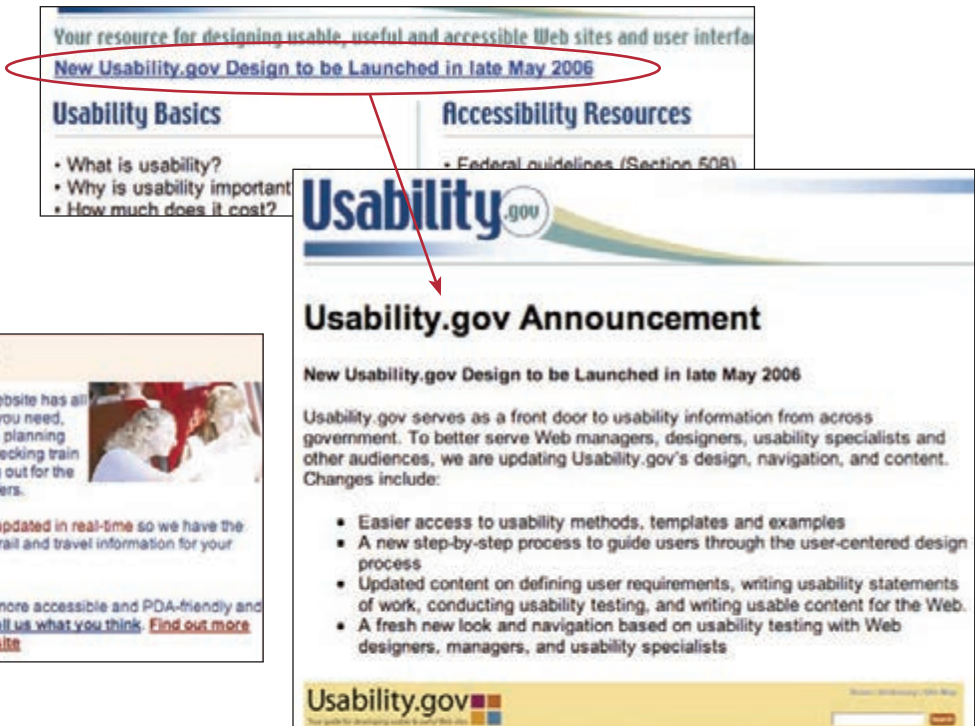 Your resource for designing usable, useful and accessible Web sites and user interfa
New Usability.gov Design to be Launched in late May 2006
Usability Basics
• What is usability?
• Why is usability important
• How much does it cost?
Accessibility Resources
• Federal guidelines (Section 508)
Usability.gov
Usability.gov Announcement
New Usability.gov Design to be Launched in late May 2006
Usability.gov serves as a front door to usability information from across
government. To better serve Web managers, designers, usability specialists and
other audiences, we are updating Usability.gov's design, navigation, and content.
Changes include:
■ Easier access to usability methods, templates and examples
■ A new step-by-step process to guide users through the user-centered design
process
■ Updated content on defining user requirements, writing usability statements
of work, conducting usability testing, and writing usable content for the Web.
■ A fresh new look and navigation based on usability testing with Web
designers, managers, and usability specialists
Usability.gov
Your guide for developing usable & useful Web sites
Search
ebsite has all
you need,
planning
ecking train
out for the
ers.
updated in real-time so we have the
rail and travel information for your
more accessible and PDA-friendly and
ll us what you think. Find out more
site